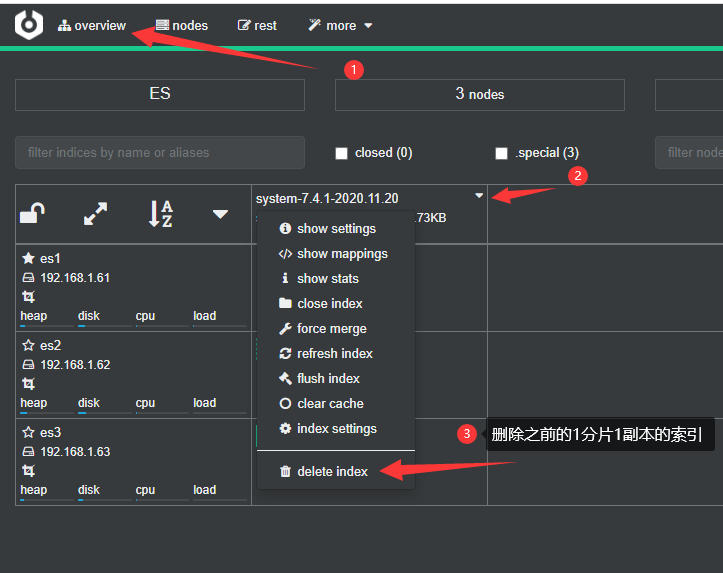 overview nodes rest more
1
ES 3 nodes
filter indices by name or aliases closed (0) .special (3) filter node
2
system-7.4.1-2020.11.20
.73KB
show settings
show mappings
show stats
close index
force merge
refresh index
flush index
clear cache
index settings
delete index
es1
192.168.1.61
heap disk cpu load
es2
192.168.1.62
heap disk cpu load
es3
192.168.1.63
heap disk cpu load
3 删除之前的1分片1副本的索引